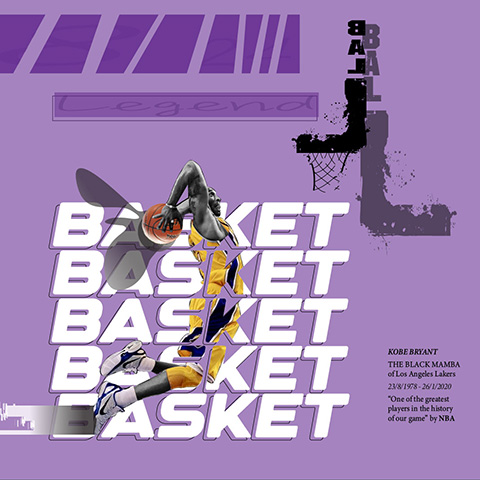 Legend
BALL
BALL
BASKET
BASKET
BASKET
BASKET
BASKET
KOBE BRYANT
THE BLACK MAMBA
of Los Angeles Lakers
23/8/1978 - 26/1/2020
"One of the greatest
players in the history
of our game" by NBA